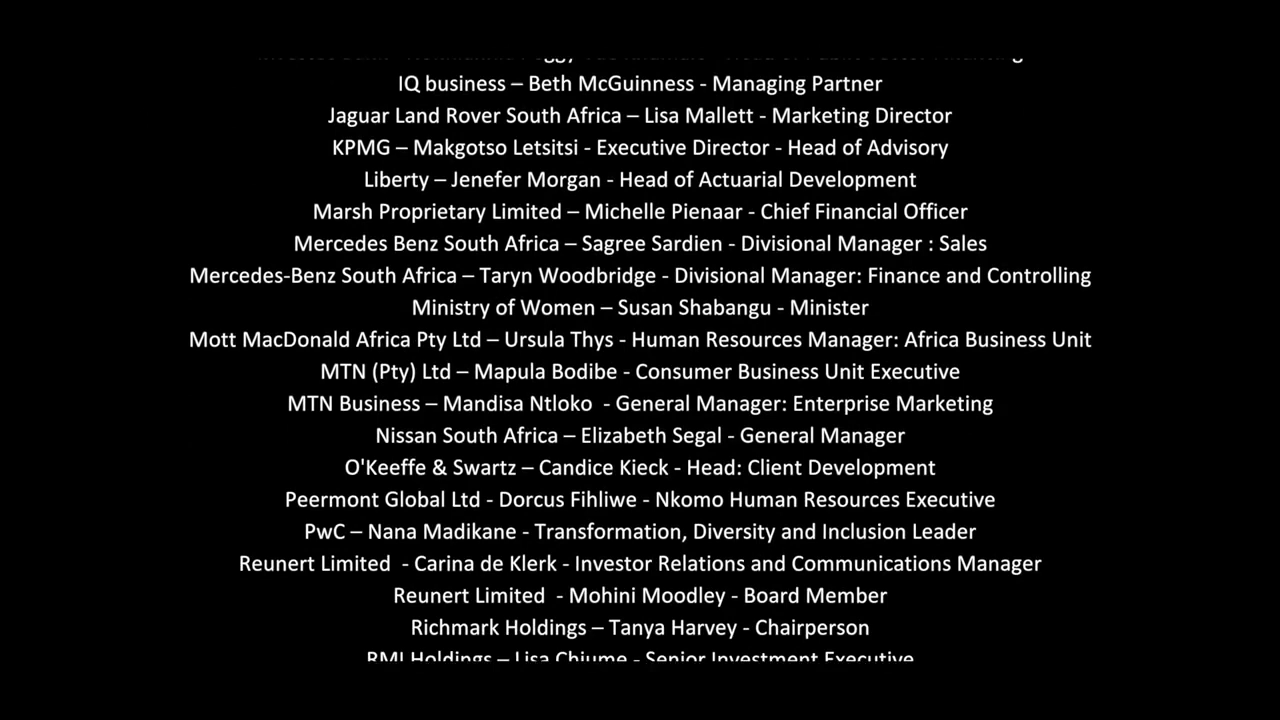 IQ business – Beth McGuinness - Managing Partner
Jaguar Land Rover South Africa – Lisa Mallett - Marketing Director
KPMG – Makgotso Letsitsi - Executive Director - Head of Advisory
Liberty – Jenefer Morgan - Head of Actuarial Development
Marsh Proprietary Limited – Michelle Pienaar - Chief Financial Officer
Mercedes Benz South Africa – Sagree Sardien - Divisional Manager : Sales
Mercedes-Benz South Africa – Taryn Woodbridge - Divisional Manager: Finance and Controlling
Ministry of Women – Susan Shabangu - Minister
Mott MacDonald Africa Pty Ltd – Ursula Thys - Human Resources Manager: Africa Business Unit
MTN (Pty) Ltd – Mapula Bodibe - Consumer Business Unit Executive
MTN Business – Mandisa Ntloko  - General Manager: Enterprise Marketing
Nissan South Africa – Elizabeth Segal - General Manager
O'Keeffe & Swartz – Candice Kieck - Head: Client Development
Peermont Global Ltd - Dorcus Fihliwe - Nkomo Human Resources Executive
PwC – Nana Madikane - Transformation, Diversity and Inclusion Leader
Reunert Limited  - Carina de Klerk - Investor Relations and Communications Manager
Reunert Limited  - Mohini Moodley - Board Member
Richmark Holdings – Tanya Harvey - Chairperson
RMI Holdings – Lisa Chiume - Senior Investment Executive